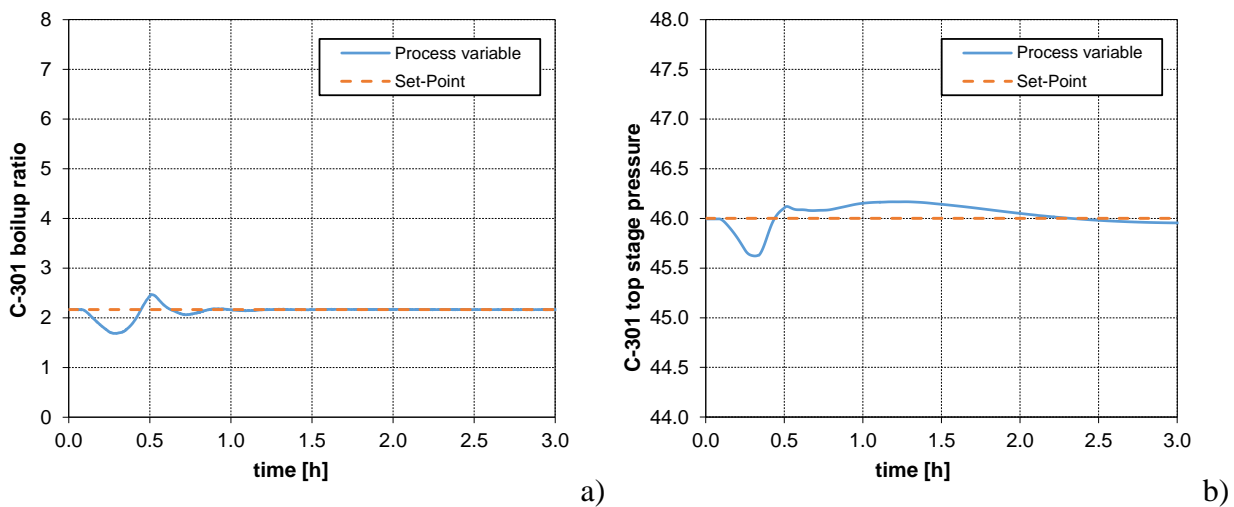 8
7
6
5
4
3
2
1
0
C-301 boilup ratio
Process variable
Set-Point
0.0 0.5 1.0 1.5 2.0 2.5 3.0
time [h]
a)
48.0
47.5
47.0
46.5
46.0
45.5
45.0
44.5
44.0
C-301 top stage pressure
Process variable
Set-Point
0.0 0.5 1.0 1.5 2.0 2.5 3.0
time [h]
b)